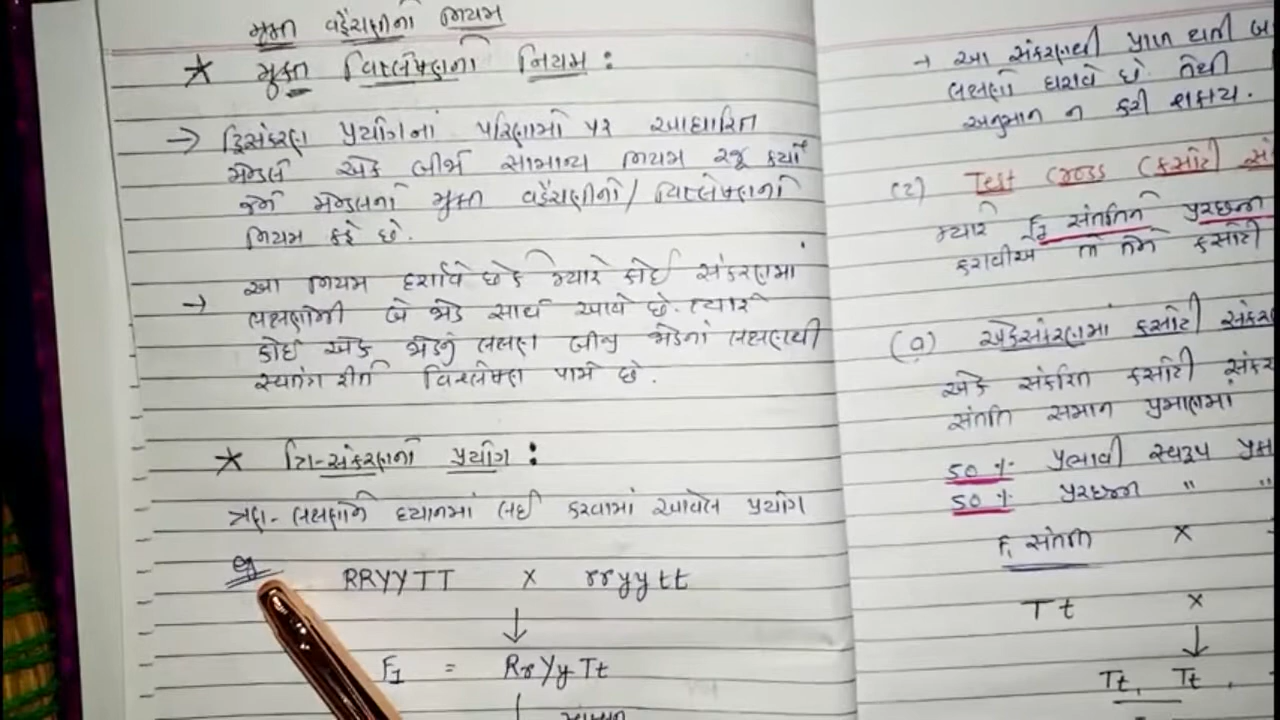 મુક્ત વહેંચણીનો નિયમ
* મુક્ત વિશ્લેષણનો નિયમ :
→ દ્વિસંકરણ પ્રયોગનાં પરિણામો પર આધારિત
મેન્ડલે એક બીજો સામાન્ય નિયમ રજૂ કર્યો
જેને મેન્ડલનો મુક્ત વહેંચણીનો / વિશ્લેષણનો
નિયમ કહે છે.
→ આ નિયમ દર્શાવે છે કે જ્યારે કોઈ સંકરણમાં
લક્ષણોની બે જોડ સાથે આવે છે. ત્યારે
કોઈ એક જોડનું લક્ષણ બીજી જોડનાં લક્ષણથી
સ્વતંત્ર રીતે વિશ્લેષણ પામે છે.
* ત્રિ-સંકરણનો પ્રયોગ :
ત્રણ - લક્ષણોને ધ્યાનમાં લઈ કરવામાં આવેલ પ્રયોગ
eg
RRYYTT × rryytt
↓
F1 = RrYyTt
→ આ સંકરણથી પ્રાપ્ત થતી
લક્ષણો ધરાવે છે. તેથી
અનુમાન ન કરી શકાય.
(2) Test Cross (કસોટી
જ્યારે F1 સંતતિને પ્રચ્છન્ન
કરાવીએ તો તેને કસોટી
(a) એકસંકરણમાં કસોટી
એક સંકરિત કસોટી
સંતતિ સમાન પ્રમાણમાં
50 % પ્રભાવી સ્વરૂપ
50 % પ્રચ્છન્ન " "
F1 સંતતિ ×
Tt ×
↓
Tt, Tt